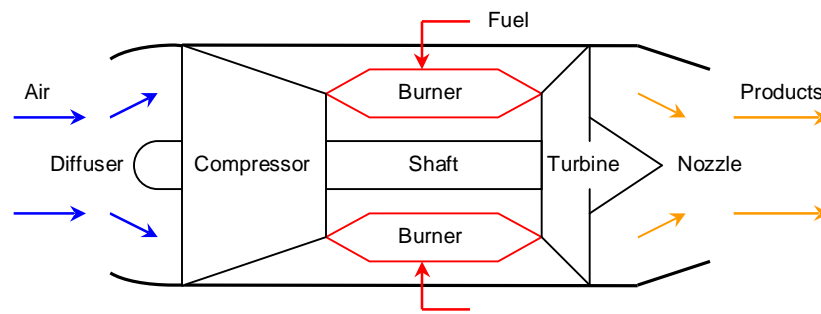 Fuel
Air
Burner
Products
Diffuser
Compressor
Shaft
Turbine
Nozzle
Burner